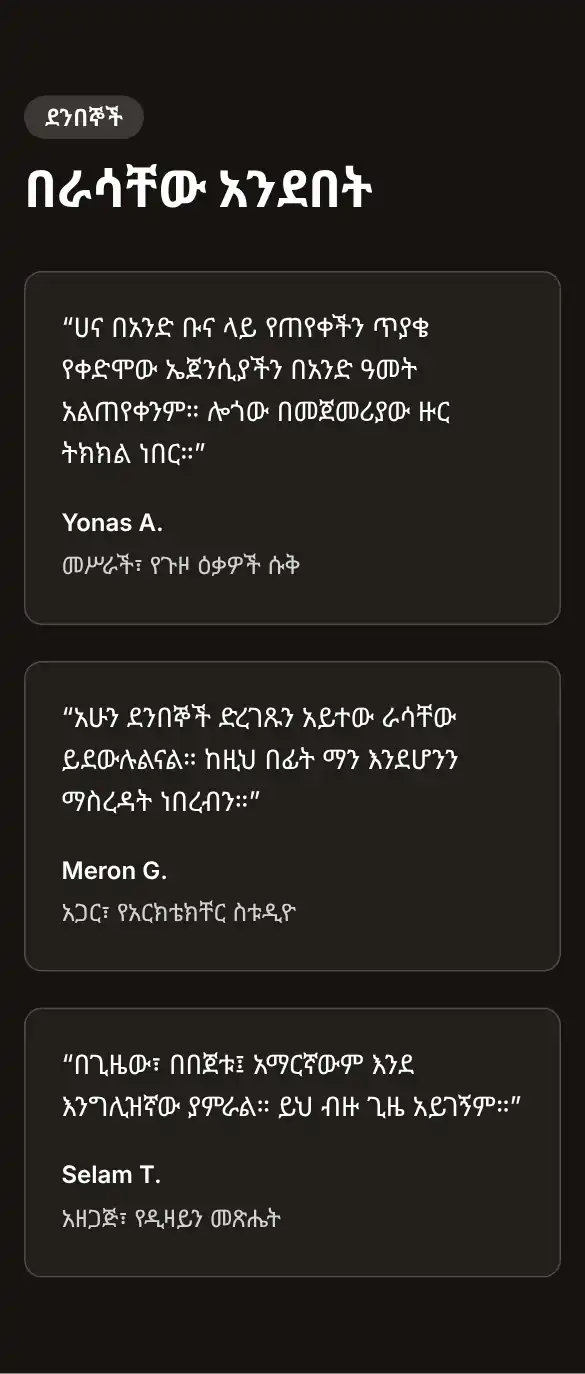 ደንበኞች
በራሳቸው አንደበት
“ሀና በአንድ ቡና ላይ የጠየቀችን ጥያቄ
የቀድሞው ኤጀንሲያችን በአንድ ዓመት
አልጠየቀንም። ሎጎው በመጀመሪያው ዙር
ትክክል ነበር።”
Yonas A.
መሥራች፣ የጉዞ ዕቃዎች ሱቅ
“አሁን ደንበኞች ድረገጹን አይተው ራሳቸው
ይደውሉልናል። ከዚህ በፊት ማን እንደሆንን
ማስረዳት ነበረብን።”
Meron G.
አጋር፣ የአርክቴክቸር ስቱዲዮ
“በጊዜው፣ በበጀቱ፤ አማርኛውም እንደ
እንግሊዝኛው ያምራል። ይህ ብዙ ጊዜ አይገኝም።”
Selam T.
አዘጋጅ፣ የዲዛይን መጽሔት